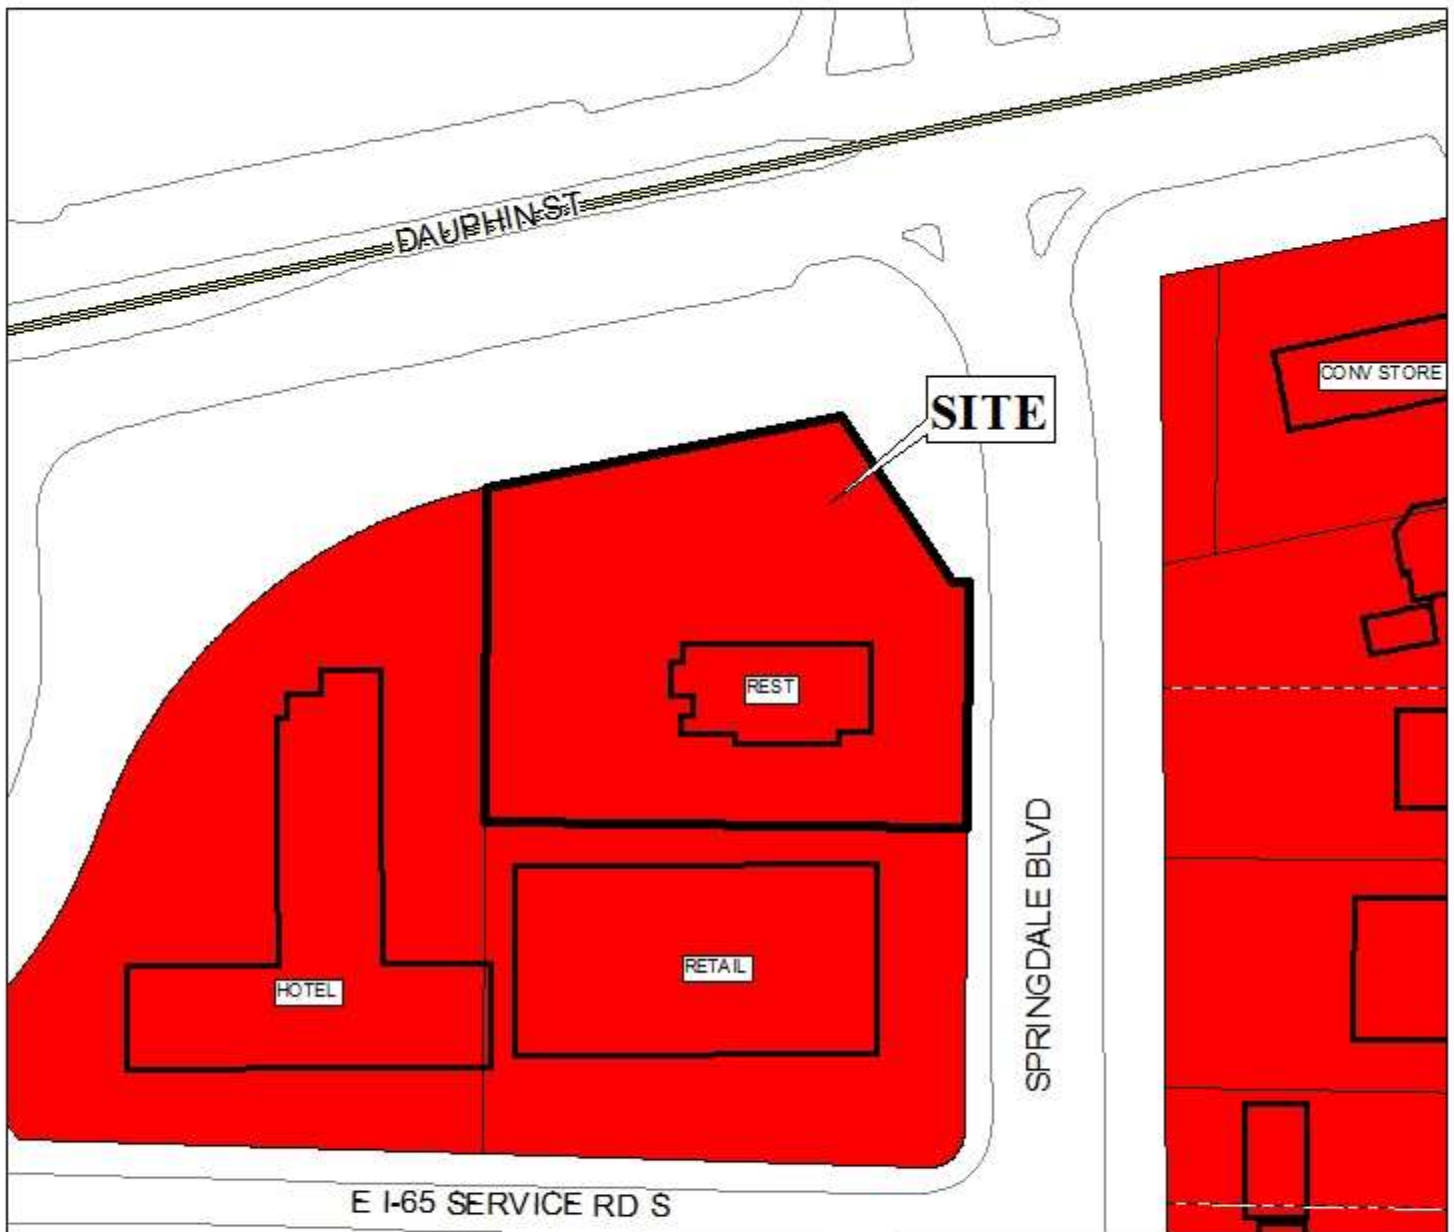 DAUPHIN ST
CONV STORE
SITE
REST
SPRINGDALE BLVD
RETAIL
HOTEL
E I-65 SERVICE RD S